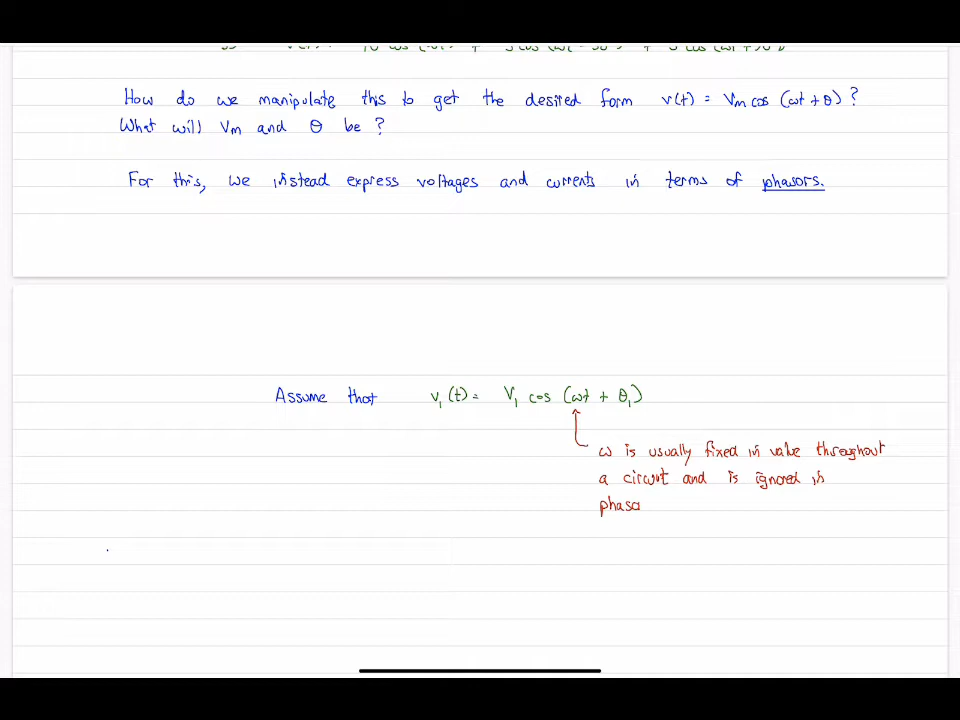 How do we manipulate this to get the desired form v(t) = Vm cos (ωt + θ) ?
What will Vm and θ be ?
For this, we instead express voltages and currents in terms of phasors.
Assume that v₁(t) = V₁ cos (ωt + θ₁)
ω is usually fixed in value throughout
a circuit and is ignored in
phaso